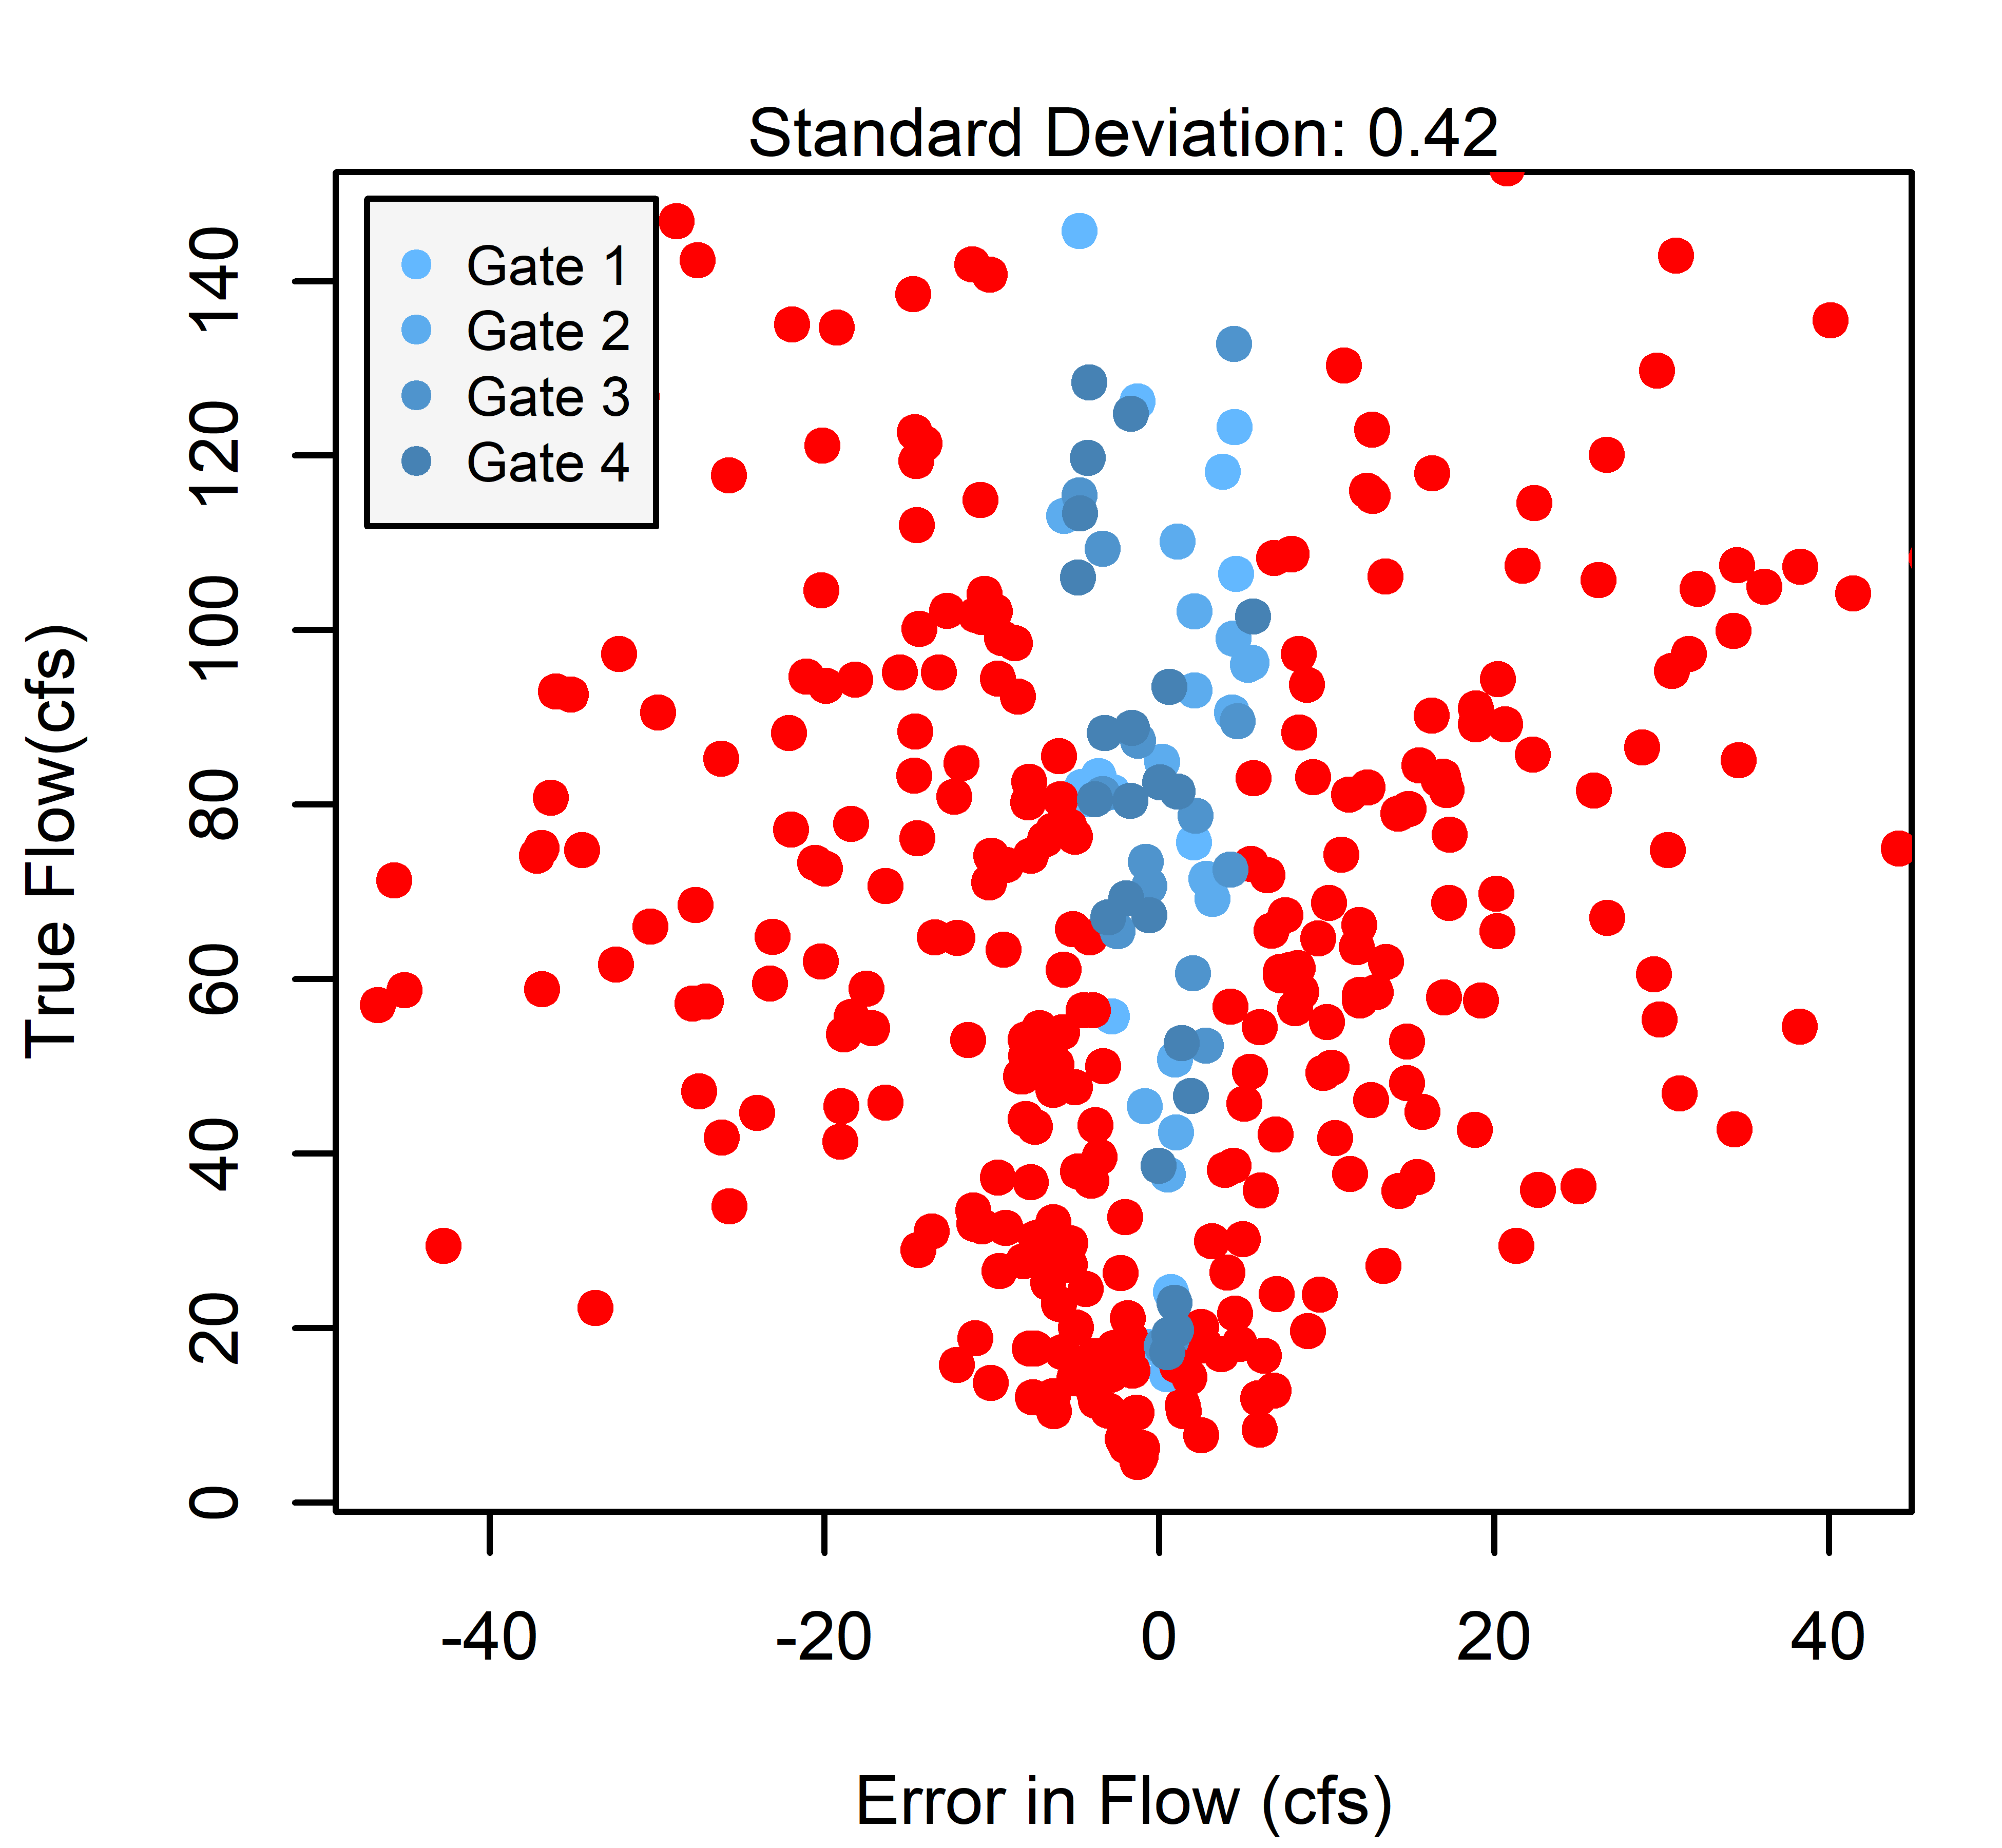 Standard Deviation: 0.42
Gate 1
Gate 2
Gate 3
Gate 4
True Flow(cfs)
140
120
100
80
60
40
20
0
-40 -20 0 20 40
Error in Flow (cfs)